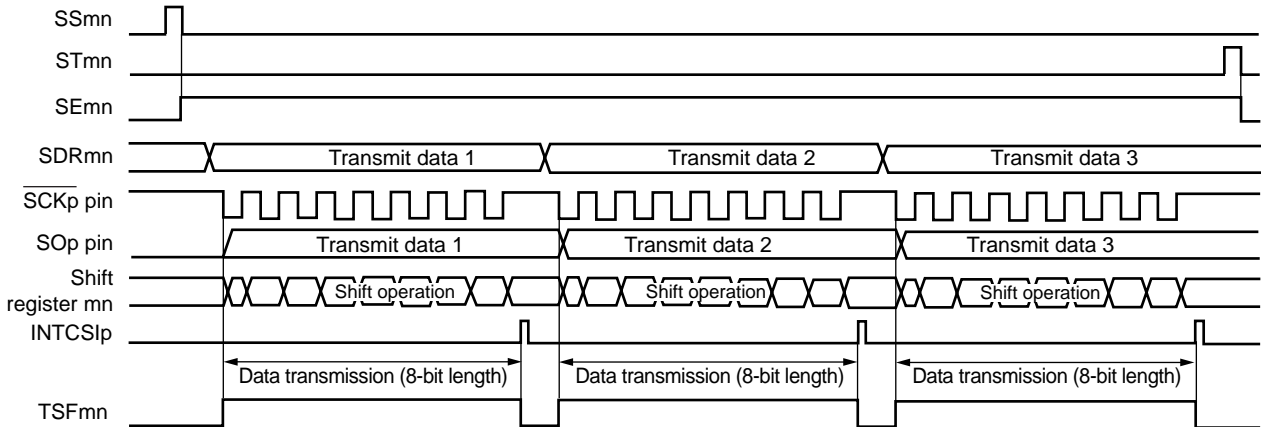 SSmn
STmn
SEmn
SDRmn Transmit data 1 Transmit data 2 Transmit data 3
SCKp pin
SOp pin Transmit data 1 Transmit data 2 Transmit data 3
Shift
register mn Shift operation Shift operation Shift operation
INTCSIp
Data transmission (8-bit length) Data transmission (8-bit length) Data transmission (8-bit length)
TSFmn